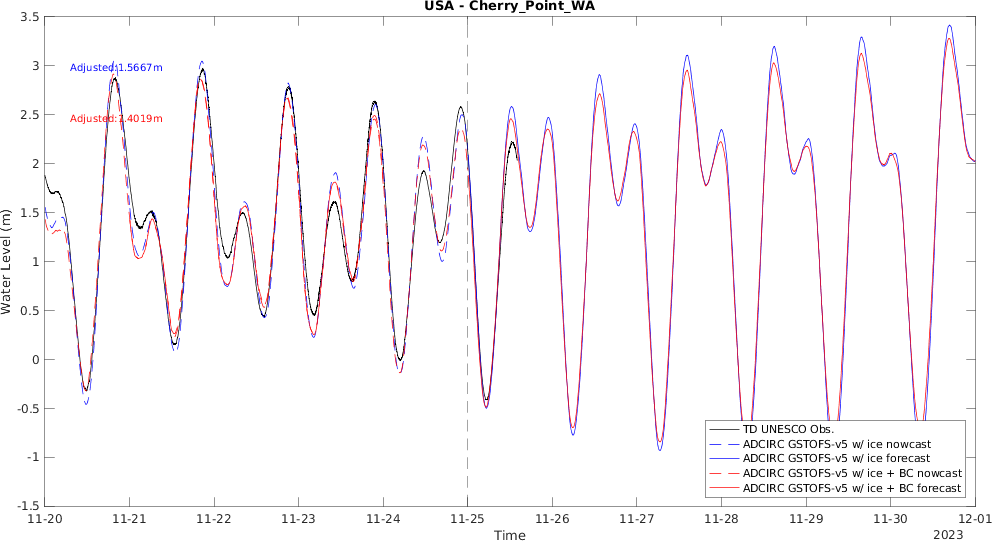 USA - Cherry_Point_WA
3.5
3
2.5
2
1.5
1
0.5
0
-0.5
-1
-1.5
Water Level (m)
Adjusted:1.5667m
Adjusted:1.4019m
TD UNESCO Obs.
ADCIRC GSTOFS-v5 w/ ice nowcast
ADCIRC GSTOFS-v5 w/ ice forecast
ADCIRC GSTOFS-v5 w/ ice + BC nowcast
ADCIRC GSTOFS-v5 w/ ice + BC forecast
11-20 11-21 11-22 11-23 11-24 11-25 11-26 11-27 11-28 11-29 11-30 12-01
Time
2023